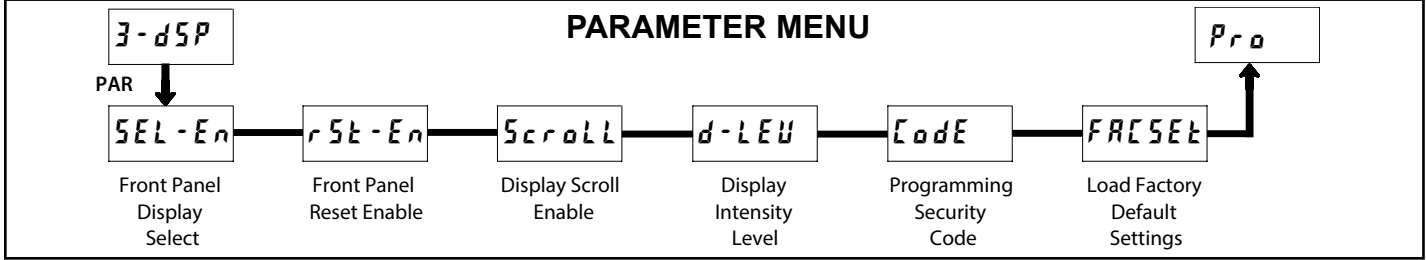 PARAMETER MENU
3-dSP
Pro
PAR
SEL-En
rSt-En
ScroLL
d-LEV
CodE
FACSEt
Front Panel
Display
Select
Front Panel
Reset Enable
Display Scroll
Enable
Display
Intensity
Level
Programming
Security
Code
Load Factory
Default
Settings